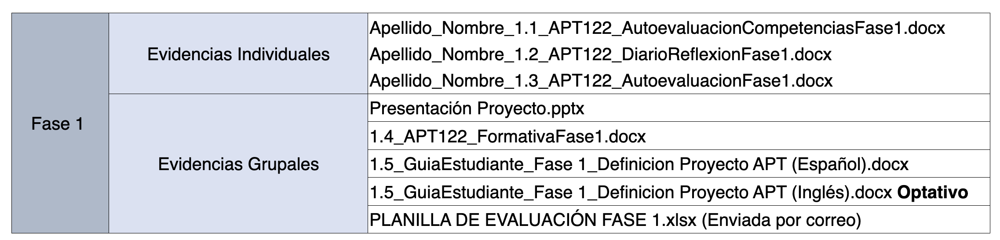 Fase 1
Evidencias Individuales
Apellido_Nombre_1.1_APT122_AutoevaluacionCompetenciasFase1.docx
Apellido_Nombre_1.2_APT122_DiarioReflexionFase1.docx
Apellido_Nombre_1.3_APT122_AutoevaluacionFase1.docx
Evidencias Grupales
Presentación Proyecto.pptx
1.4_APT122_FormativaFase1.docx
1.5_GuiaEstudiante_Fase 1_Definicion Proyecto APT (Español).docx
1.5_GuiaEstudiante_Fase 1_Definicion Proyecto APT (Inglés).docx Optativo
PLANILLA DE EVALUACIÓN FASE 1.xlsx (Enviada por correo)